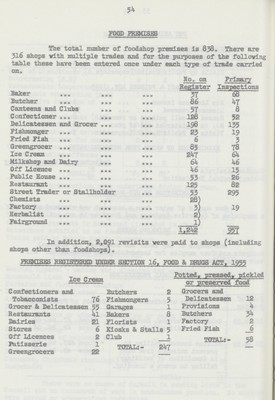 54
FOOD PREMISES
The total number of foodshop premises is 838. There are
316 shops with multiple trades and for the purposes of the following
table these have been entered once under each type of trade carried
on.
No. on Primary
Register Inspections
Baker ... ... ... 57 68
Butcher ... ... ... 86 47
Canteens and Clubs ... ... 57 8
Confectioner ... ... ... 128 52
Delicatessen and Grocer ... ... 198 135
Fishmonger ... ... ... 23 19
Fried Fish ... ... ... 6 3
Greengrocer ... ... ... 85 78
Ice Cream ... ... ... 247 64
Milkshop and Dairy ... ... 64 46
Off Licence ... ... ... 46 15
Public House ... ... ... 53 26
Restaurant ... ... ... 125 82
Street Trader or Stallholder 33 295
Chemists ... ... ... 28)
Factory ... ... ... 3) 19
Herbalist ... ... ... 2)
Fairground ... ... ... 1)
1,242 957
In addition, 2,091 revisits were paid to shops (including
shops other than foodshops).
PREMISES REGISTERED UNDER SECTION 16, FOOD & DRUGS ACT, 1955
Ice Cream
Confectioners and
Tobacconists 76
Grocer & Delicatessen 55
Restaurants 41
Dairies 21
Stores 6
Off Licences 2
Patisserie 1
Greengrocers 22
Butchers 2
Fishmongers 5
Garages 1
Bakers 8
Florists 1
Kiosks & Stalls 5
Club 1
TOTAL:- 247
Potted, pressed, pickled
or preserved food
Grocers and
Delicatessen 12
Provisions 4
Butchers 34
Factory 2
Fried Fish 6
TOTAL:- 58